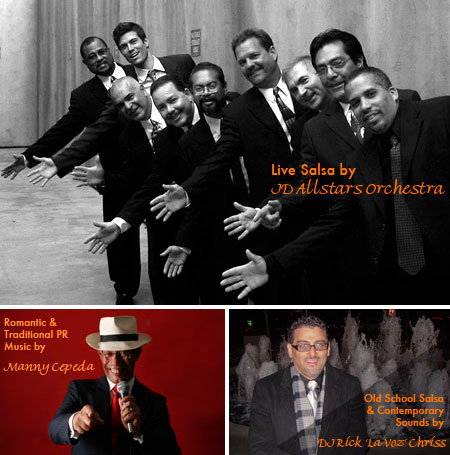 Live Salsa by
JD Allstars Orchestra
Romantic &
Traditional PR
Music by
Manny Cepeda
Old School Salsa
& Contemporary
Sounds by
DJ Rick 'La Voz' Chriss